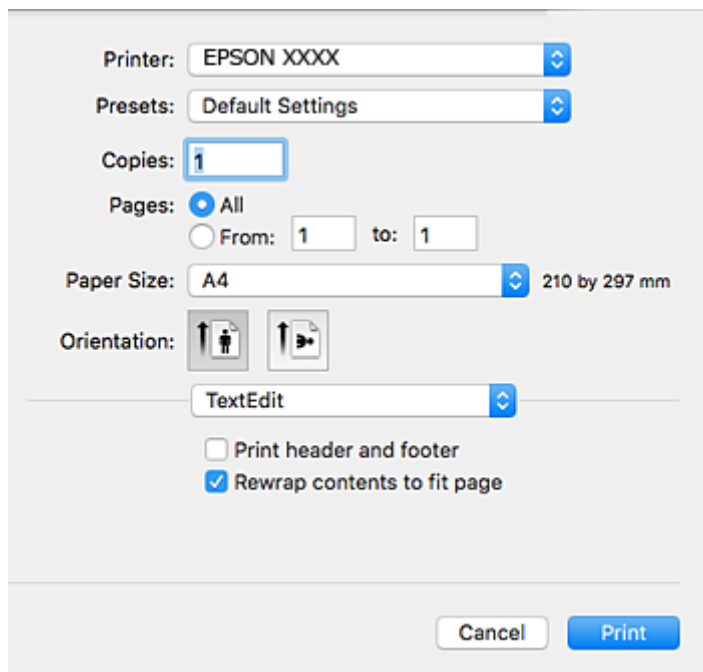 Printer: EPSON XXXX
Presets: Default Settings
Copies: 1
Pages: All
From: 1 to: 1
Paper Size: A4 210 by 297 mm
Orientation:
TextEdit
Print header and footer
Rewrap contents to fit page
Cancel Print